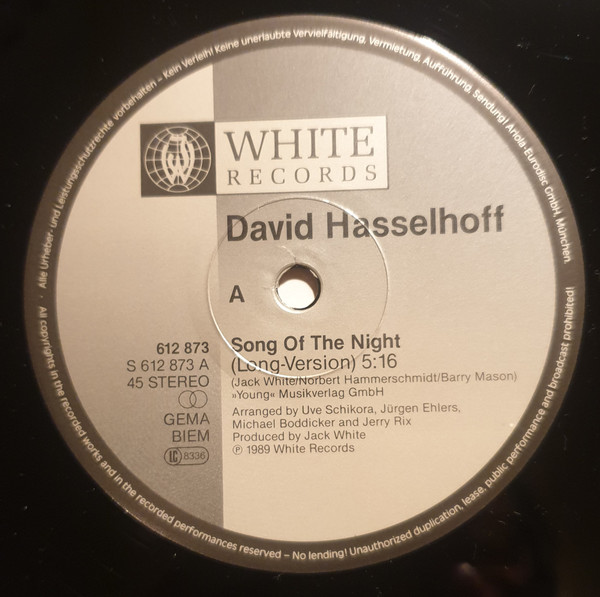 WHITE
RECORDS
David Hasselhoff
A
612 873
S 612 873 A
45 STEREO
GEMA
BIEM
LC 8336
Song Of The Night
(Long-Version) 5:16
(Jack White/Norbert Hammerschmidt/Barry Mason)
»Young« Musikverlag GmbH
Arranged by Uve Schikora, Jürgen Ehlers,
Michael Boddicker and Jerry Rix
Produced by Jack White
℗ 1989 White Records
Alle Urheber- und Leistungsschutzrechte vorbehalten – Kein Verleih! Keine unerlaubte Vervielfältigung, Vermietung, Aufführung, Sendung! Ariola-Eurodisc GmbH, München.
All copyrights in the recorded works and in the recorded performances reserved – No lending! Unauthorized duplication, lease, public performance and broadcast prohibited!